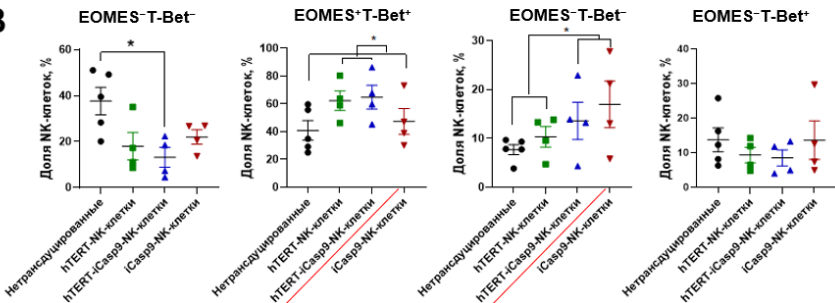 В
EOMES⁻T-Bet⁻
EOMES⁺T-Bet⁺
EOMES⁻T-Bet⁻
EOMES⁻T-Bet⁺
Доля NK-клеток, %
60
40
20
0
*
Нетрансдуцированные
hTERT-NK-клетки
hTERT-iCasp9-NK-клетки
iCasp9-NK-клетки
Доля NK-клеток, %
100
80
60
40
20
0
*
Нетрансдуцированные
hTERT-NK-клетки
hTERT-iCasp9-NK-клетки
iCasp9-NK-клетки
Доля NK-клеток, %
30
20
10
0
*
Нетрансдуцированные
hTERT-NK-клетки
hTERT-iCasp9-NK-клетки
iCasp9-NK-клетки
Доля NK-клеток, %
40
30
20
10
0
Нетрансдуцированные
hTERT-NK-клетки
hTERT-iCasp9-NK-клетки
iCasp9-NK-клетки